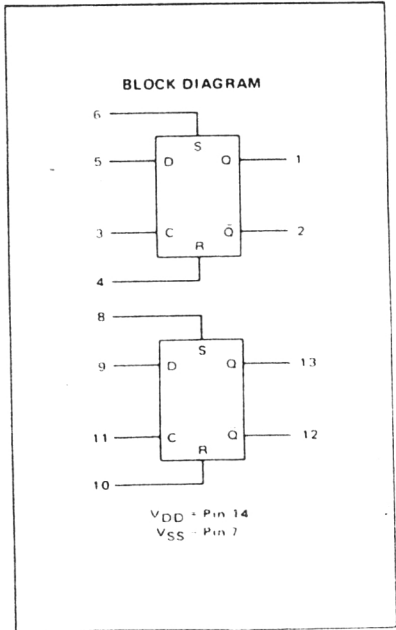 BLOCK DIAGRAM
6
S
5 D Q 1
3 C Q̄ 2
R
4
8
S
9 D Q 13
11 C Q 12
R
10
VDD = Pin 14
VSS - Pin 7